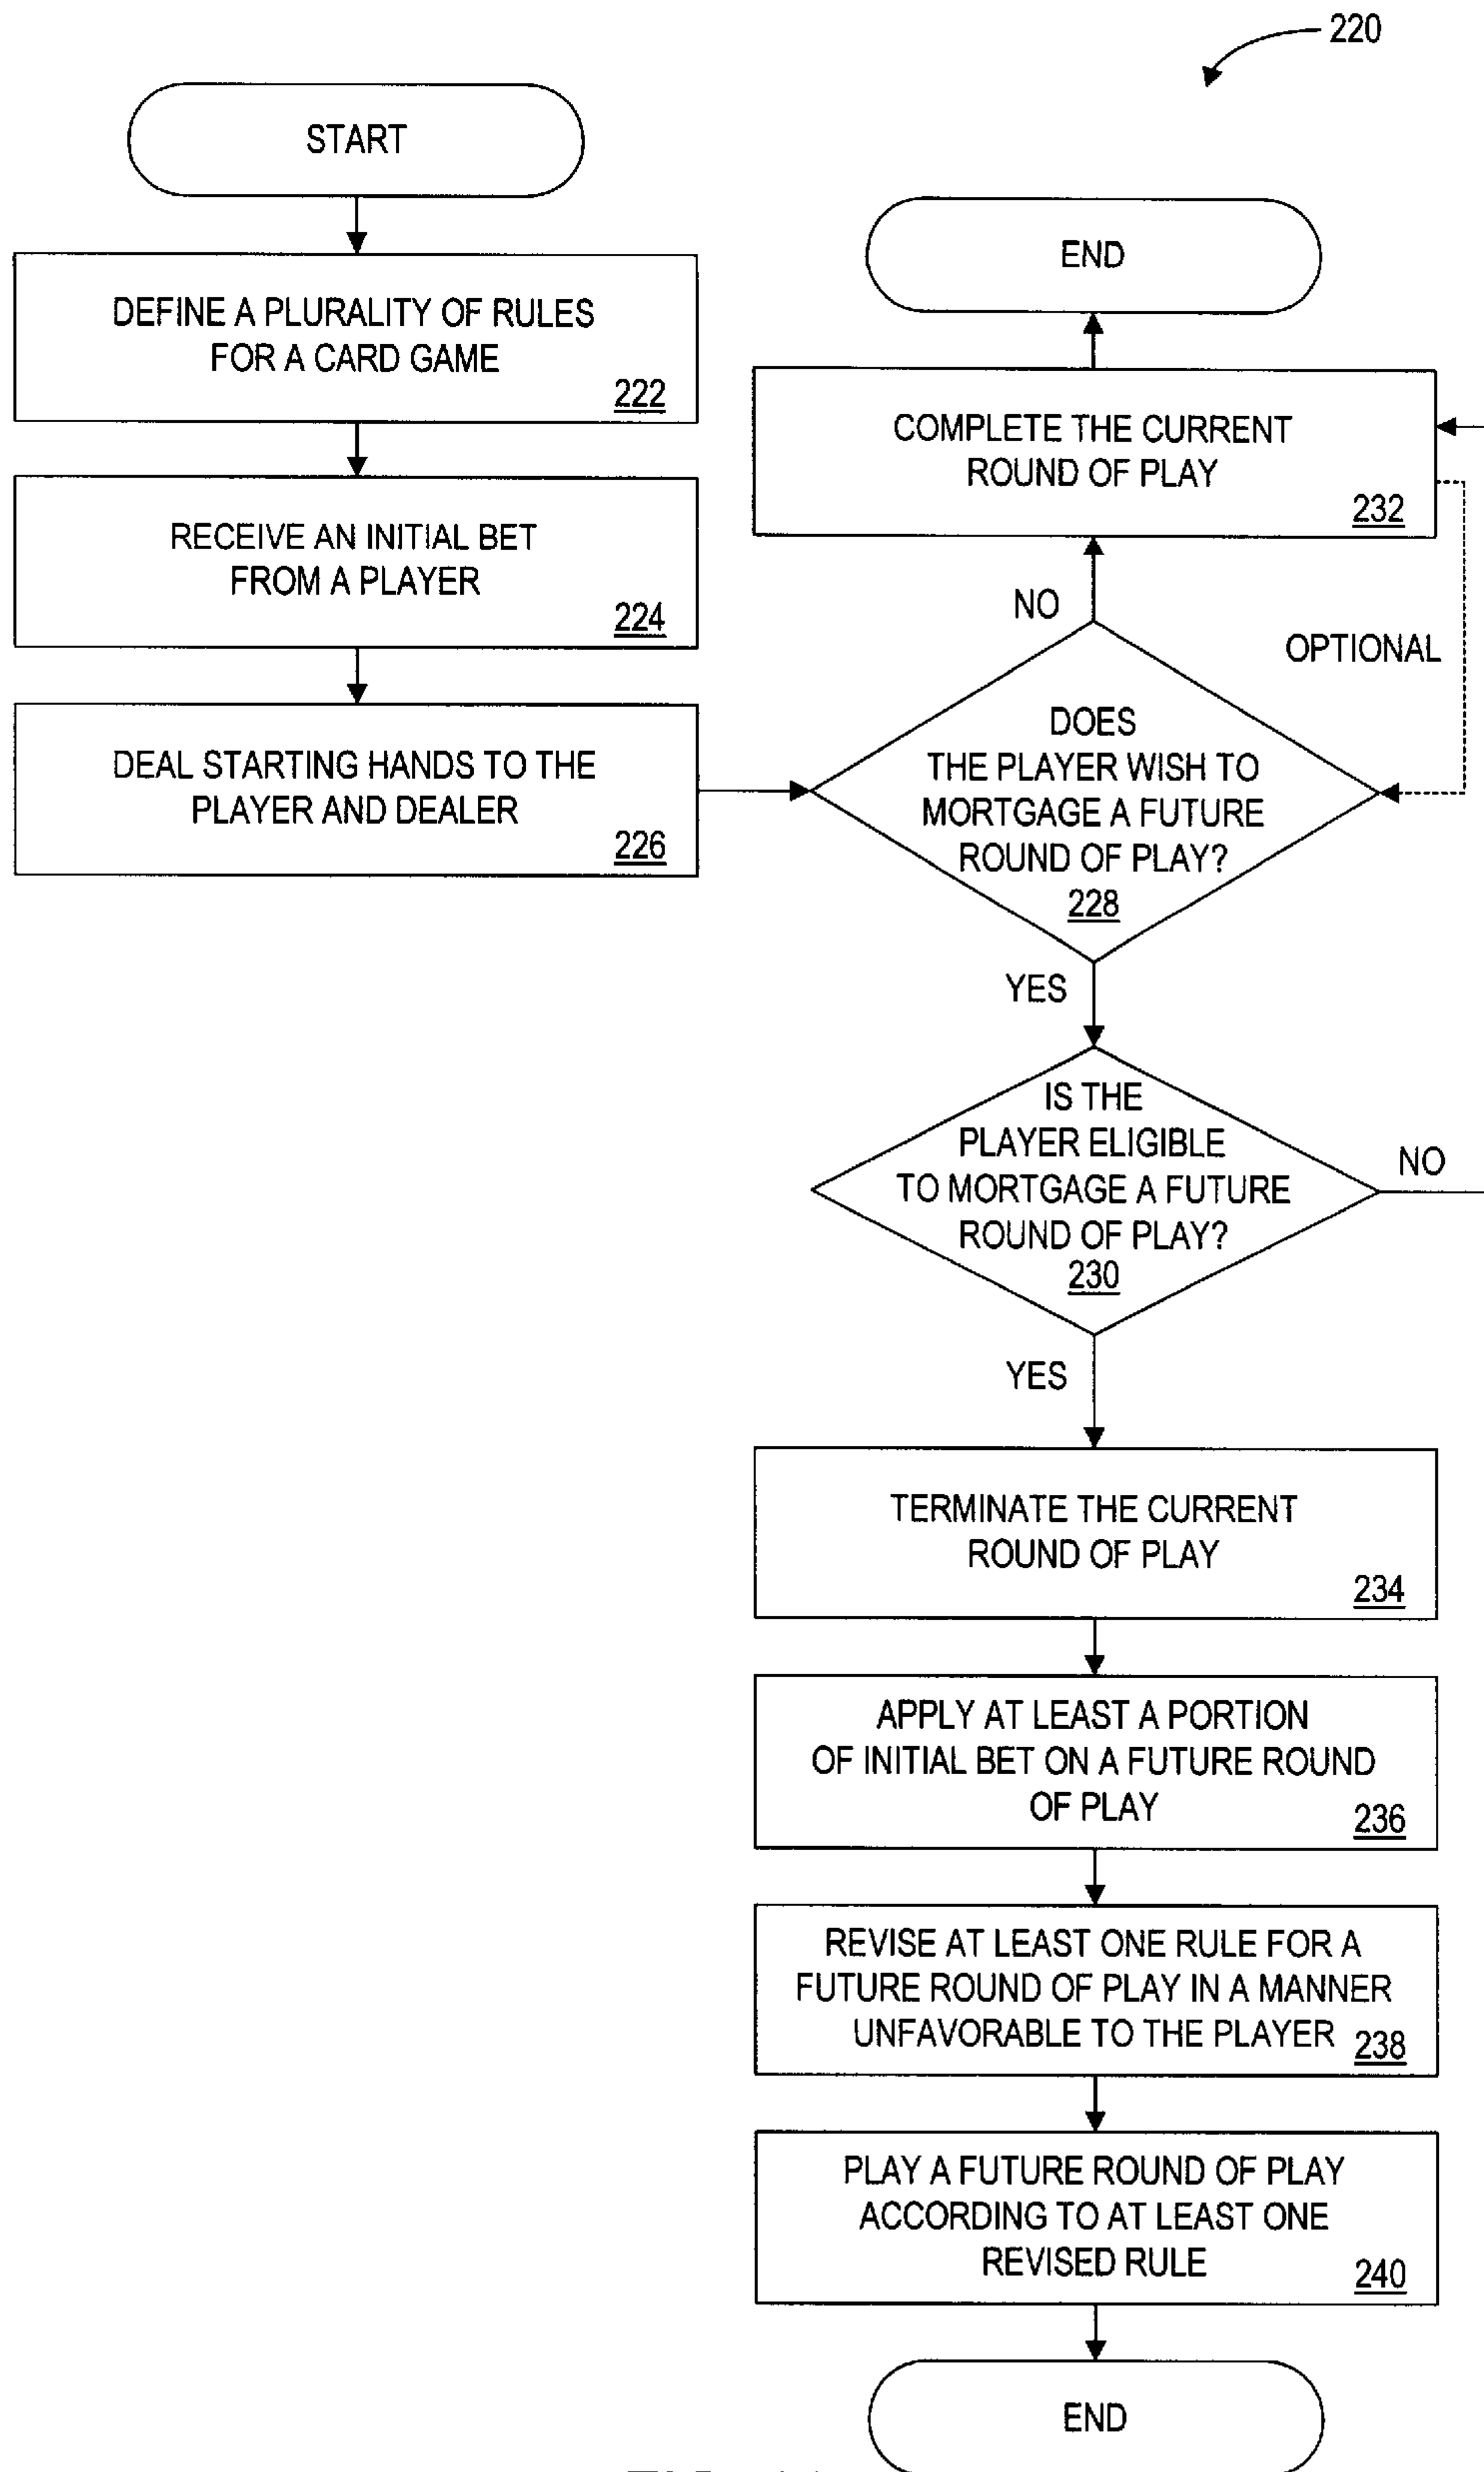 220
START
DEFINE A PLURALITY OF RULES
FOR A CARD GAME
222
RECEIVE AN INITIAL BET
FROM A PLAYER
224
DEAL STARTING HANDS TO THE
PLAYER AND DEALER
226
END
COMPLETE THE CURRENT
ROUND OF PLAY
232
NO
OPTIONAL
DOES
THE PLAYER WISH TO
MORTGAGE A FUTURE
ROUND OF PLAY?
228
YES
IS THE
PLAYER ELIGIBLE
TO MORTGAGE A FUTURE
ROUND OF PLAY?
230
NO
YES
TERMINATE THE CURRENT
ROUND OF PLAY
234
APPLY AT LEAST A PORTION
OF INITIAL BET ON A FUTURE ROUND
OF PLAY
236
REVISE AT LEAST ONE RULE FOR A
FUTURE ROUND OF PLAY IN A MANNER
UNFAVORABLE TO THE PLAYER
238
PLAY A FUTURE ROUND OF PLAY
ACCORDING TO AT LEAST ONE
REVISED RULE
240
END